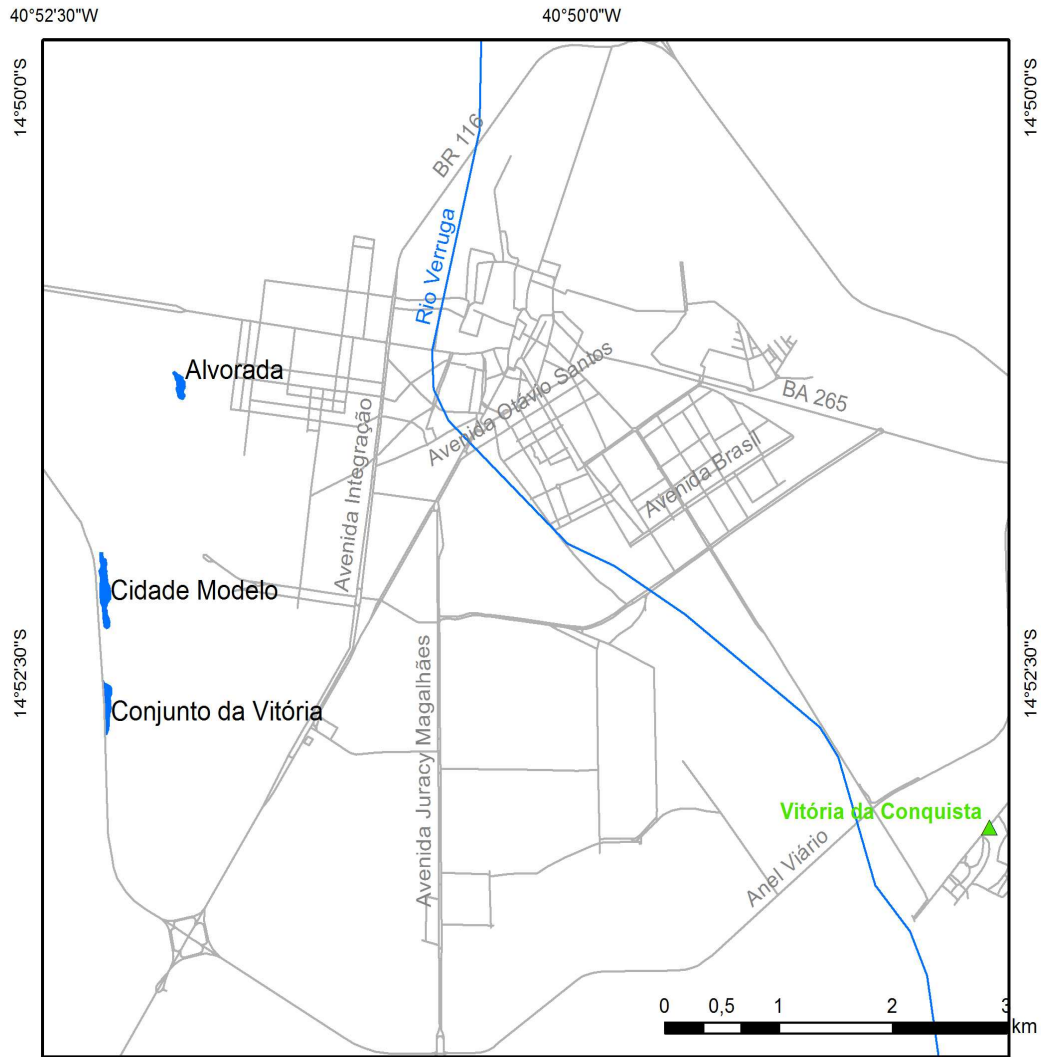 40°52'30"W
40°50'0"W
14°50'0"S
14°50'0"S
BR 116
Rio Verruga
Alvorada
Avenida Otávio Santos
BA 265
Avenida Integração
Avenida Brasil
Cidade Modelo
14°52'30"S
14°52'30"S
Conjunto da Vitória
Avenida Juracy Magalhães
Vitória da Conquista
Anel Viário
0 0,5 1 2 3
km